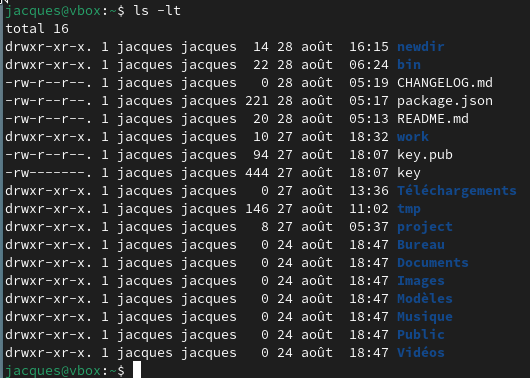 jacques@vbox:~$ ls -lt
total 16
drwxr-xr-x. 1 jacques jacques  14 28 août  16:15 newdir
drwxr-xr-x. 1 jacques jacques  22 28 août  06:24 bin
-rw-r--r--. 1 jacques jacques   0 28 août  05:19 CHANGELOG.md
-rw-r--r--. 1 jacques jacques 221 28 août  05:17 package.json
-rw-r--r--. 1 jacques jacques  20 28 août  05:13 README.md
drwxr-xr-x. 1 jacques jacques  10 27 août  18:32 work
-rw-r--r--. 1 jacques jacques  94 27 août  18:07 key.pub
-rw-------. 1 jacques jacques 444 27 août  18:07 key
drwxr-xr-x. 1 jacques jacques   0 27 août  13:36 Téléchargements
drwxr-xr-x. 1 jacques jacques 146 27 août  11:02 tmp
drwxr-xr-x. 1 jacques jacques   8 27 août  05:37 project
drwxr-xr-x. 1 jacques jacques   0 24 août  18:47 Bureau
drwxr-xr-x. 1 jacques jacques   0 24 août  18:47 Documents
drwxr-xr-x. 1 jacques jacques   0 24 août  18:47 Images
drwxr-xr-x. 1 jacques jacques   0 24 août  18:47 Modèles
drwxr-xr-x. 1 jacques jacques   0 24 août  18:47 Musique
drwxr-xr-x. 1 jacques jacques   0 24 août  18:47 Public
drwxr-xr-x. 1 jacques jacques   0 24 août  18:47 Vidéos
jacques@vbox:~$